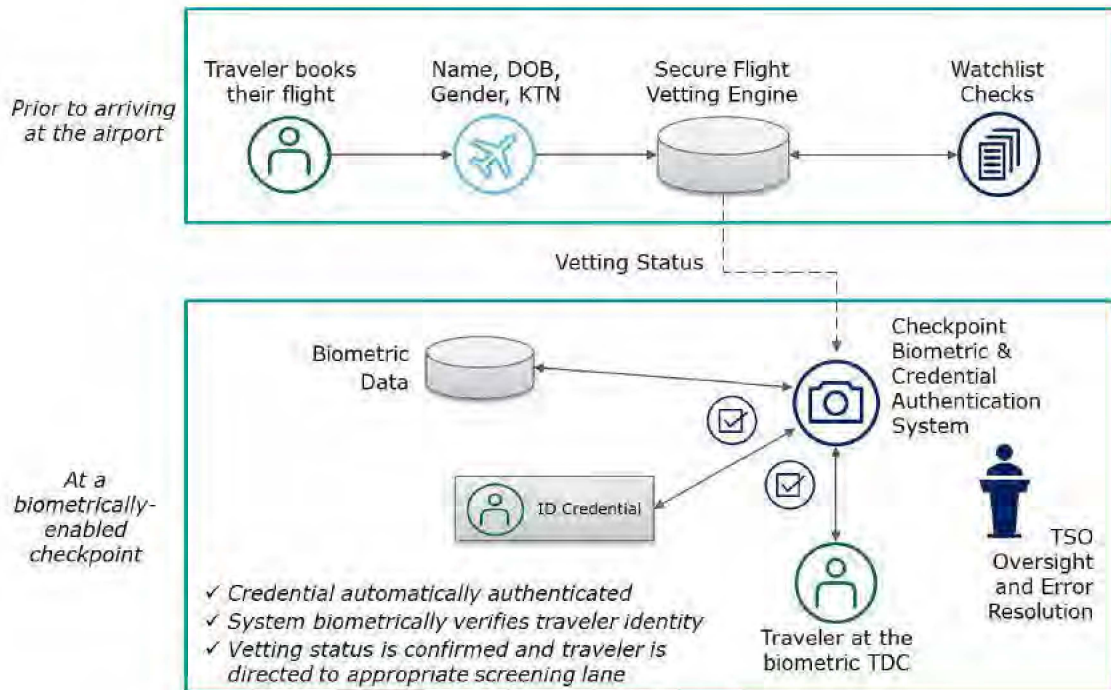 Prior to arriving
at the airport
Traveler books
their flight
Name, DOB,
Gender, KTN
Secure Flight
Vetting Engine
Watchlist
Checks
Vetting Status
At a
biometrically-
enabled
checkpoint
Biometric
Data
Checkpoint
Biometric &
Credential
Authentication
System
ID Credential
TSO
Oversight
and Error
Resolution
Traveler at the
biometric TDC
✓ Credential automatically authenticated
✓ System biometrically verifies traveler identity
✓ Vetting status is confirmed and traveler is
directed to appropriate screening lane